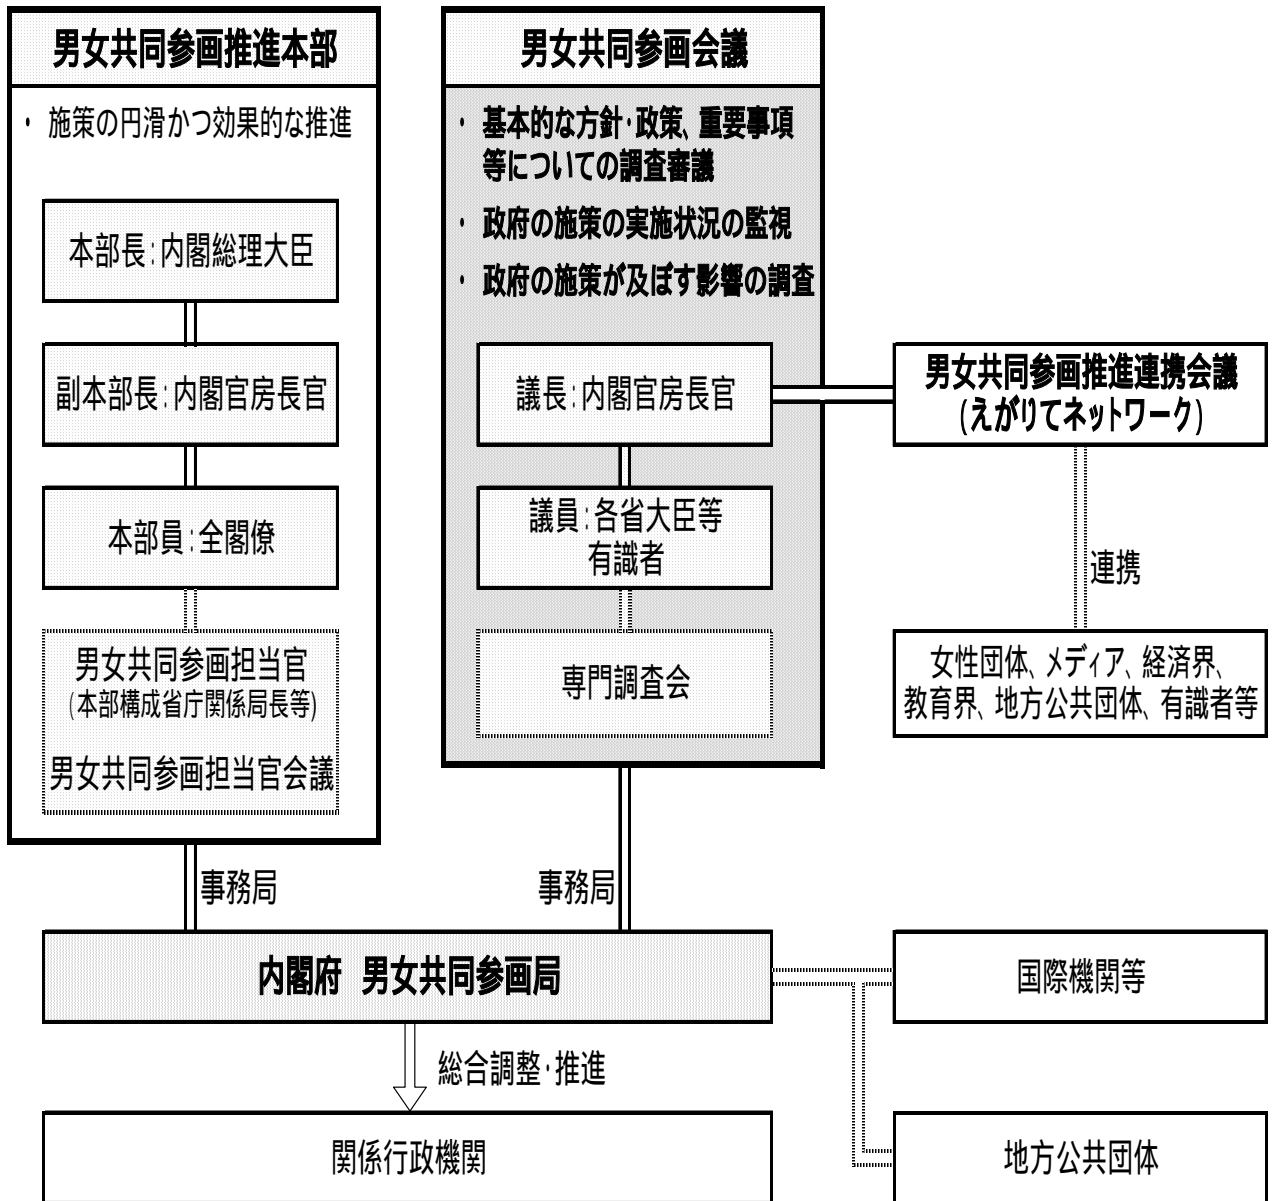 男女共同参画推進本部
・ 施策の円滑かつ効果的な推進
本部長:内閣総理大臣
副本部長:内閣官房長官
本部員:全閣僚
男女共同参画担当官
(本部構成省庁関係局長等)
男女共同参画担当官会議
男女共同参画会議
・ 基本的な方針・政策、重要事項
等についての調査審議
・ 政府の施策の実施状況の監視
・ 政府の施策が及ぼす影響の調査
議長:内閣官房長官
議員:各省大臣等
有識者
専門調査会
男女共同参画推進連携会議
(えがりてネットワーク)
連携
女性団体、メディア、経済界、
教育界、地方公共団体、有識者等
事務局
事務局
内閣府 男女共同参画局
国際機関等
総合調整・推進
関係行政機関
地方公共団体